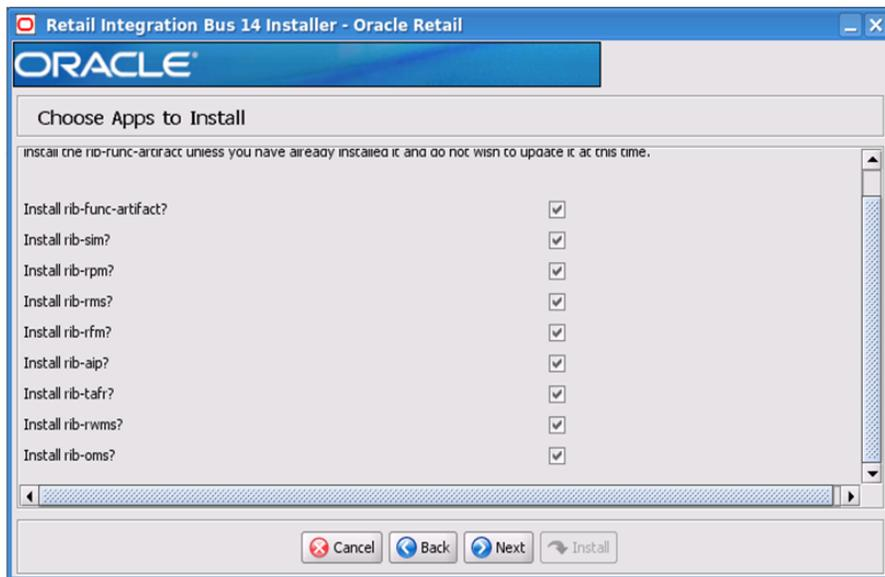 Retail Integration Bus 14 Installer - Oracle Retail
ORACLE®
Choose Apps to Install
install the rib-func-artifact unless you have already installed it and do not wish to update it at this time.
Install rib-func-artifact?
Install rib-sim?
Install rib-rpm?
Install rib-rms?
Install rib-rfm?
Install rib-aip?
Install rib-tafr?
Install rib-rwms?
Install rib-oms?
Cancel Back Next Install